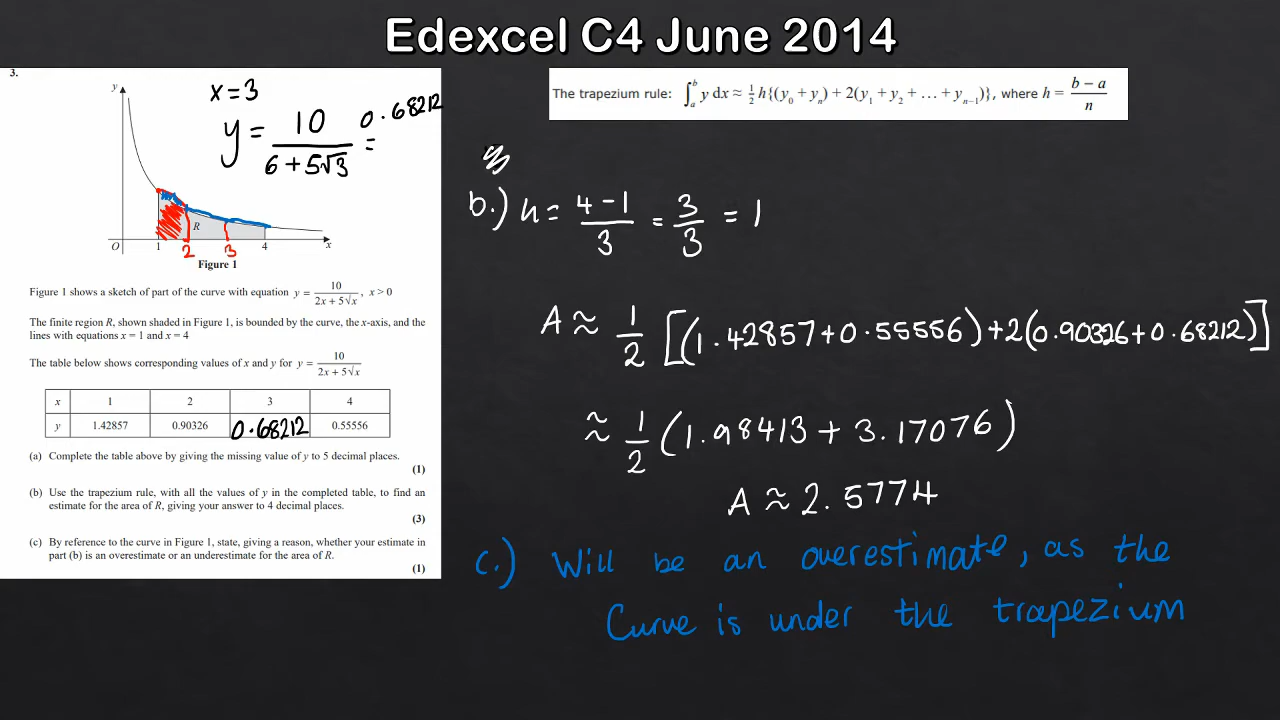 Edexcel C4 June 2014
3.
y
x = 3
y = 10 / (6 + 5√3) = 0.68212
R
O 1 2 3 4 x
Figure 1
Figure 1 shows a sketch of part of the curve with equation y = 10 / (2x + 5√x), x > 0
The finite region R, shown shaded in Figure 1, is bounded by the curve, the x-axis, and the
lines with equations x = 1 and x = 4
The table below shows corresponding values of x and y for y = 10 / (2x + 5√x)
x 1 2 3 4
y 1.42857 0.90326 0.68212 0.55556
(a) Complete the table above by giving the missing value of y to 5 decimal places.
(1)
(b) Use the trapezium rule, with all the values of y in the completed table, to find an
estimate for the area of R, giving your answer to 4 decimal places.
(3)
(c) By reference to the curve in Figure 1, state, giving a reason, whether your estimate in
part (b) is an overestimate or an underestimate for the area of R.
(1)
The trapezium rule: ∫ₐᵇ y dx ≈ ½ h{(y₀ + yₙ) + 2(y₁ + y₂ + ... + yₙ₋₁)}, where h = (b − a) / n
b.) h = (4 − 1) / 3 = 3/3 = 1
A ≈ 1/2 [(1.42857 + 0.55556) + 2(0.90326 + 0.68212)]
≈ 1/2 (1.98413 + 3.17076)
A ≈ 2.5774
c.) Will be an overestimate, as the
Curve is under the trapezium